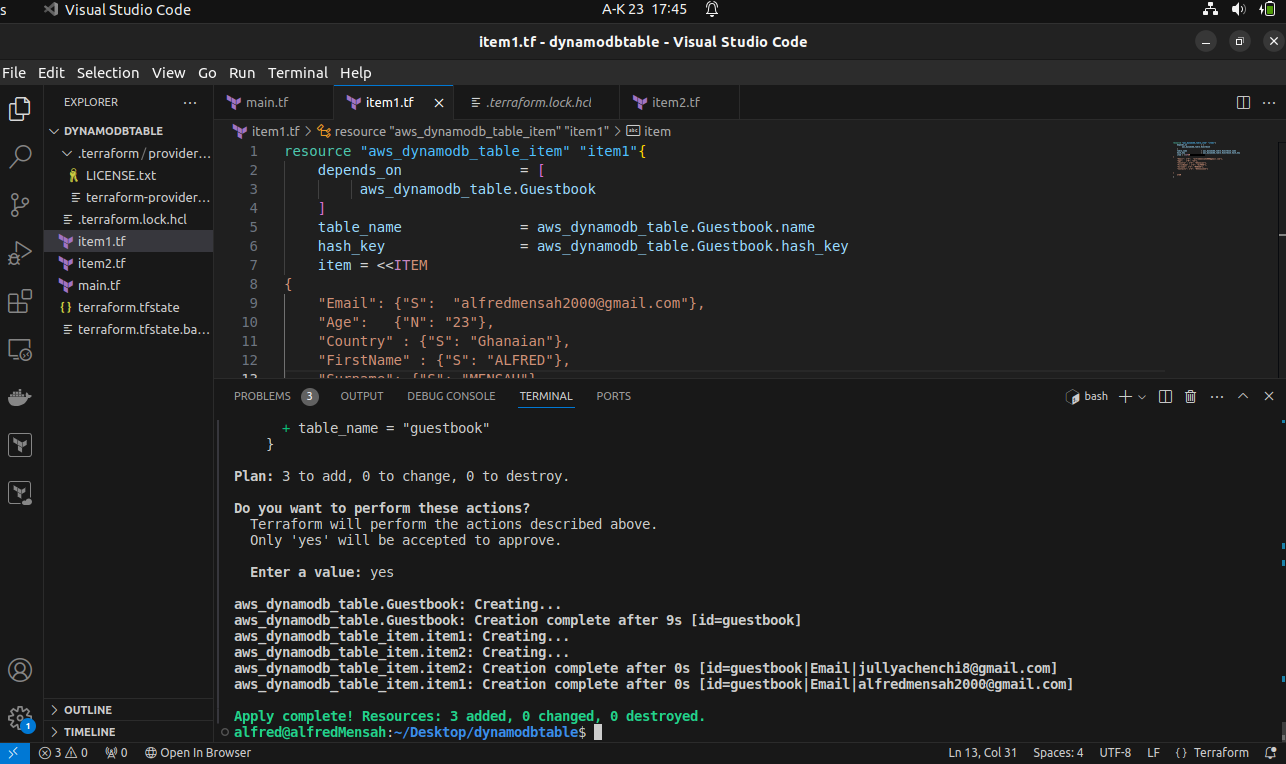 s Visual Studio Code A-K 23 17:45
item1.tf - dynamodbtable - Visual Studio Code
File Edit Selection View Go Run Terminal Help
EXPLORER
DYNAMODBTABLE
.terraform/provider...
LICENSE.txt
terraform-provider...
.terraform.lock.hcl
item1.tf
item2.tf
main.tf
terraform.tfstate
terraform.tfstate.ba...
OUTLINE
TIMELINE
main.tf item1.tf .terraform.lock.hcl item2.tf
item1.tf > resource "aws_dynamodb_table_item" "item1" > item
1 resource "aws_dynamodb_table_item" "item1"{
2     depends_on              = [
3          aws_dynamodb_table.Guestbook
4     ]
5     table_name              = aws_dynamodb_table.Guestbook.name
6     hash_key                = aws_dynamodb_table.Guestbook.hash_key
7     item = <<ITEM
8 {
9     "Email": {"S":  "alfredmensah2000@gmail.com"},
10     "Age":   {"N": "23"},
11     "Country" : {"S": "Ghanaian"},
12     "FirstName" : {"S": "ALFRED"},
13     "Surname": {"S": "MENSAH"}
PROBLEMS 3 OUTPUT DEBUG CONSOLE TERMINAL PORTS bash
+ table_name = "guestbook"
}
Plan: 3 to add, 0 to change, 0 to destroy.
Do you want to perform these actions?
Terraform will perform the actions described above.
Only 'yes' will be accepted to approve.
Enter a value: yes
aws_dynamodb_table.Guestbook: Creating...
aws_dynamodb_table.Guestbook: Creation complete after 9s [id=guestbook]
aws_dynamodb_table_item.item1: Creating...
aws_dynamodb_table_item.item2: Creating...
aws_dynamodb_table_item.item2: Creation complete after 0s [id=guestbook|Email|jullyachenchi8@gmail.com]
aws_dynamodb_table_item.item1: Creation complete after 0s [id=guestbook|Email|alfredmensah2000@gmail.com]
Apply complete! Resources: 3 added, 0 changed, 0 destroyed.
alfred@alfredMensah:~/Desktop/dynamodbtable$
1
3 0 0 Open In Browser Ln 13, Col 31 Spaces: 4 UTF-8 LF {} Terraform